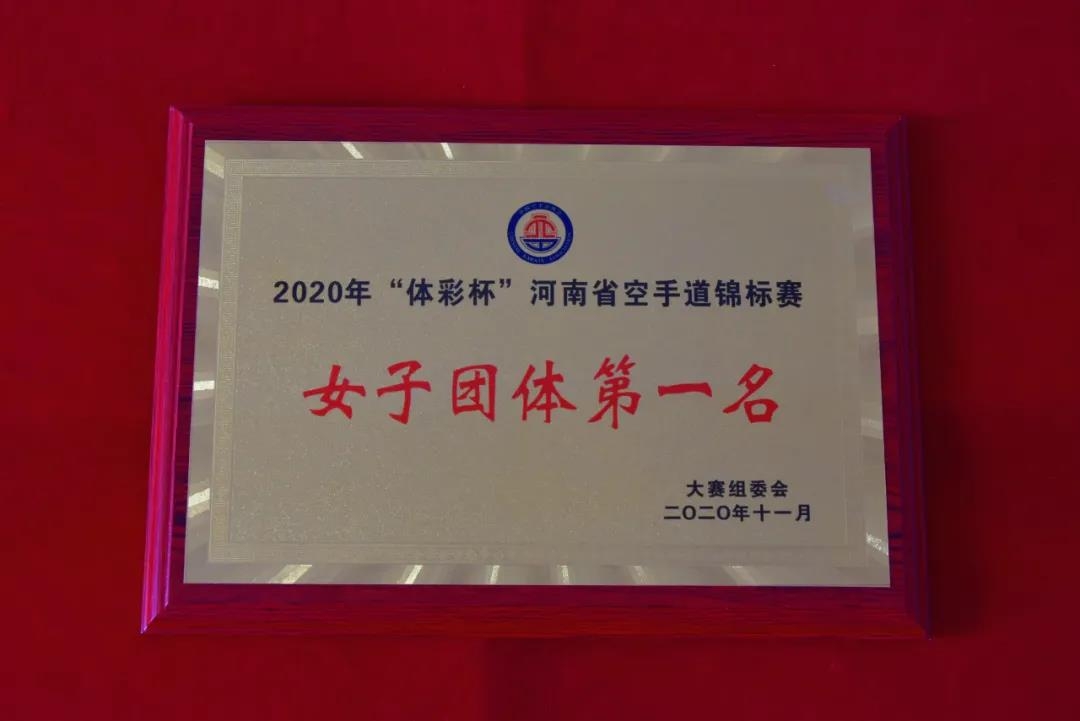 2020年“体彩杯”河南省空手道锦标赛
女子团体第一名
大赛组委会
二〇二〇年十一月